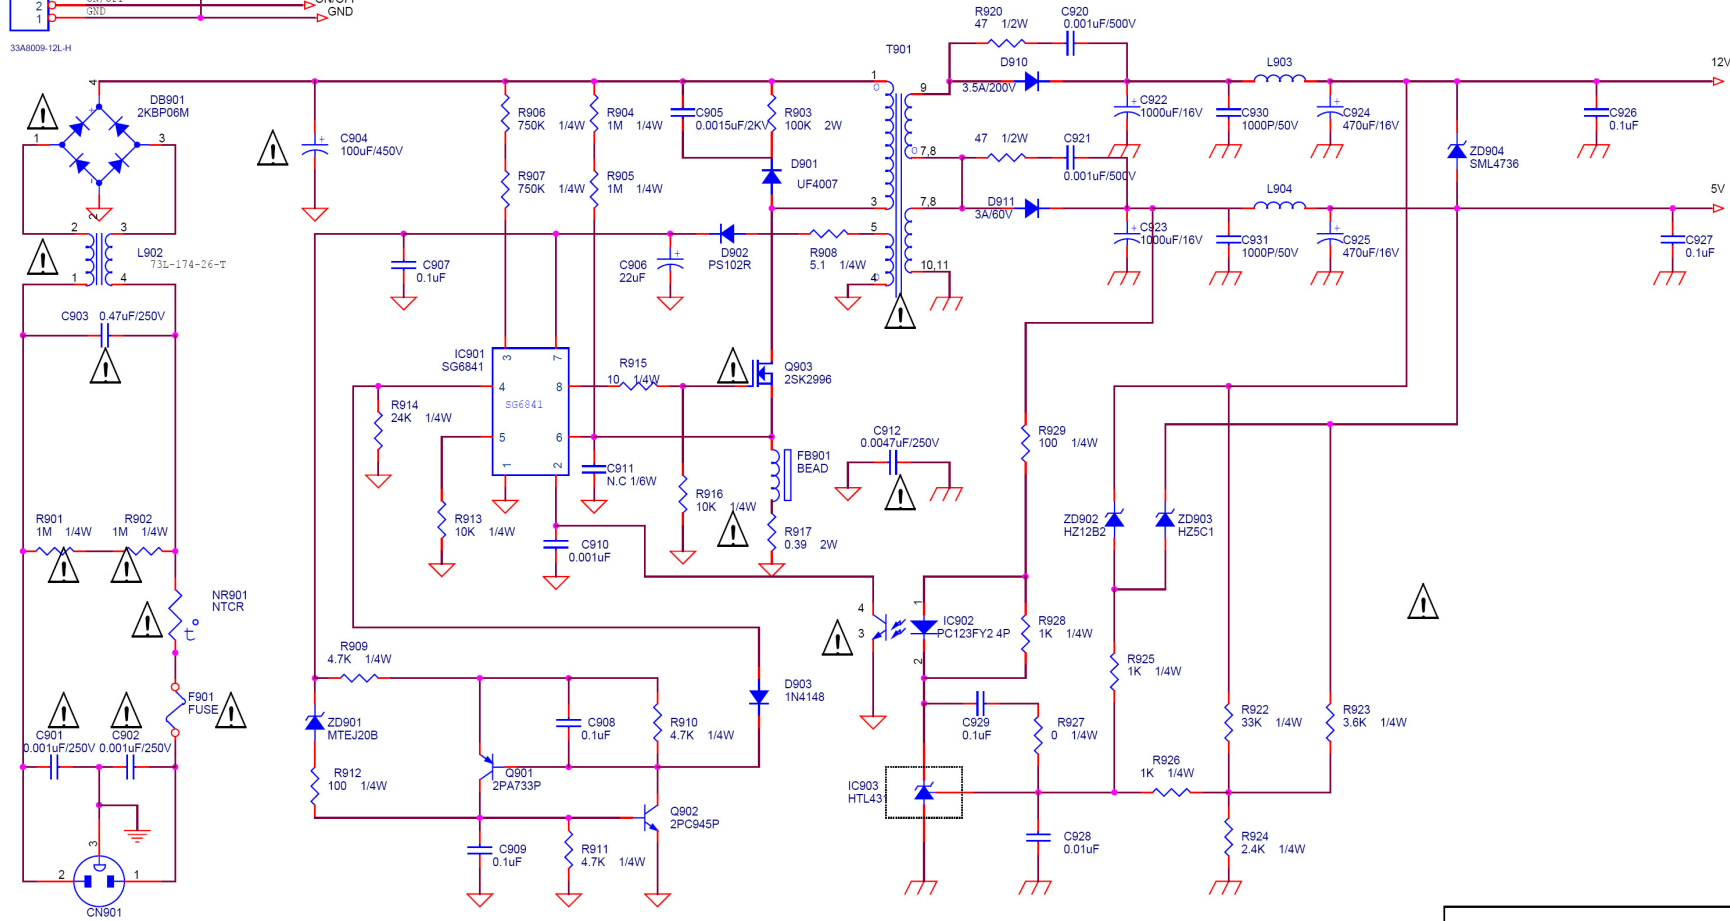 2
1
GND
ON/OFF
GND
33A8009-12L-H
4
DB901
2KBP06M
+
1
3
-
2
2
3
L902
73L-174-26-T
1
4
C903 0.47uF/250V
R901
1M 1/4W
R902
1M 1/4W
NR901
NTCR
t°
F901
FUSE
C901
0.001uF/250V
C902
0.001uF/250V
3
2
1
CN901
+
C904
100uF/450V
R906
750K 1/4W
R904
1M 1/4W
C905
0.0015uF/2KV
R903
100K 2W
R907
750K 1/4W
R905
1M 1/4W
D901
UF4007
C907
0.1uF
C906
22uF
+
D902
PS102R
R908
5.1 1/4W
T901
1
3
5
4
9
7,8
7,8
10,11
IC901
SG6841
SG6841
3
7
4
8
5
6
1
2
R914
24K 1/4W
R915
10 1/4W
Q903
2SK2996
R913
10K 1/4W
C911
N.C 1/6W
R916
10K 1/4W
FB901
BEAD
R917
0.39 2W
C910
0.001uF
C912
0.0047uF/250V
R909
4.7K 1/4W
ZD901
MTEJ20B
R912
100 1/4W
Q901
2PA733P
C908
0.1uF
R910
4.7K 1/4W
D903
1N4148
Q902
2PC945P
C909
0.1uF
R911
4.7K 1/4W
R920
47 1/2W
C920
0.001uF/500V
D910
3.5A/200V
L903
12V
+
C922
1000uF/16V
C930
1000P/50V
+
C924
470uF/16V
C926
0.1uF
47 1/2W
C921
0.001uF/500V
ZD904
SML4736
D911
3A/60V
L904
5V
+
C923
1000uF/16V
C931
1000P/50V
+
C925
470uF/16V
C927
0.1uF
R929
100 1/4W
ZD902
HZ12B2
ZD903
HZ5C1
4
3
1
2
IC902
PC123FY2 4P
R928
1K 1/4W
R925
1K 1/4W
C929
0.1uF
R927
0 1/4W
R922
33K 1/4W
R923
3.6K 1/4W
R926
1K 1/4W
IC903
HTL431
C928
0.01uF
R924
2.4K 1/4W